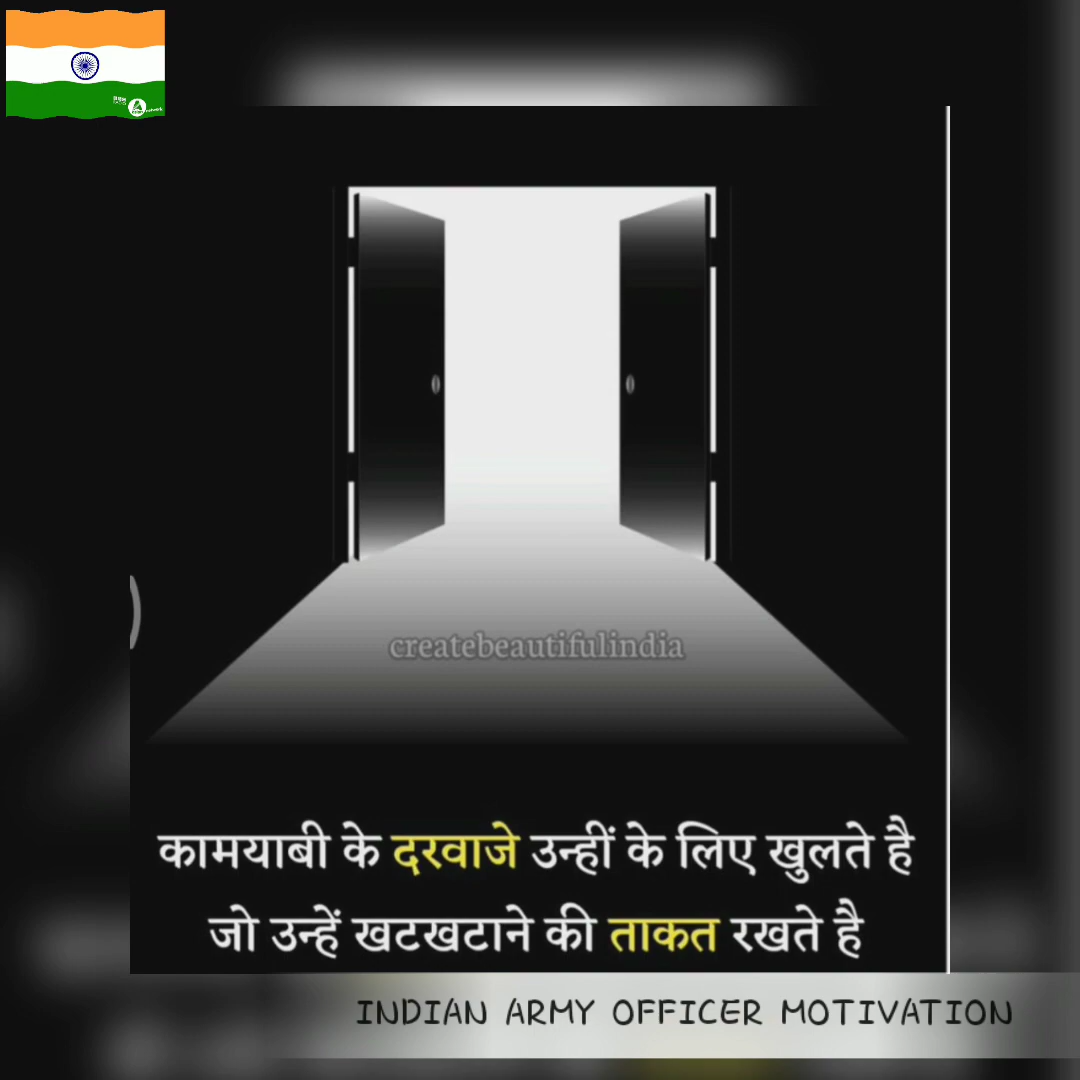 createbeautifulindia
कामयाबी के दरवाजे उन्हीं के लिए खुलते है
जो उन्हें खटखटाने की ताकत रखते है
INDIAN ARMY OFFICER MOTIVATION